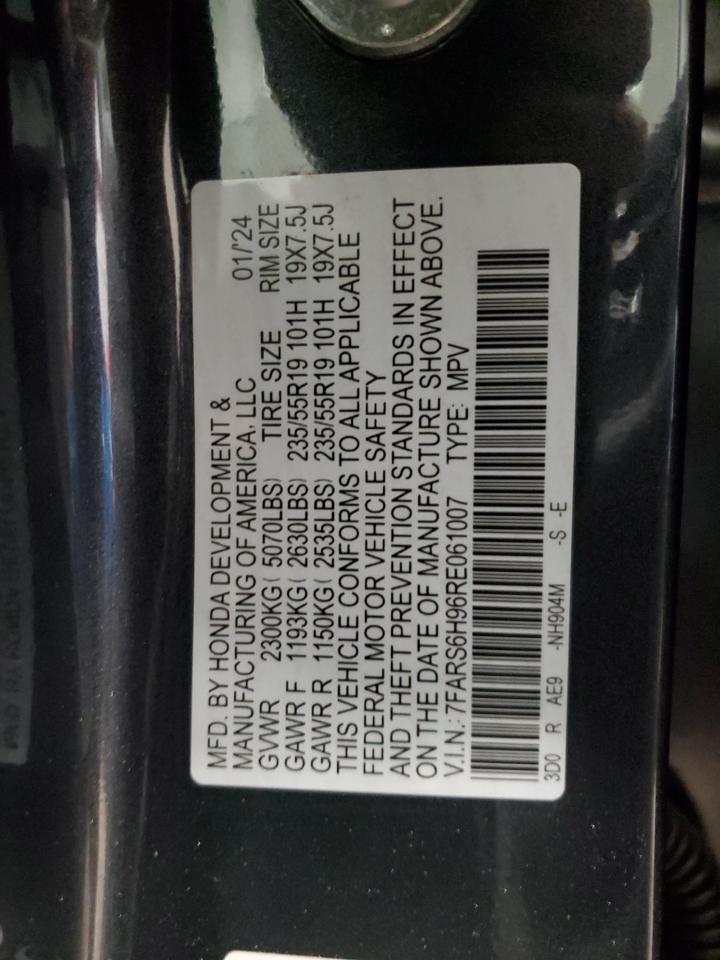 MFD. BY HONDA DEVELOPMENT &
MANUFACTURING OF AMERICA, LLC 01/'24
GVWR 2300KG( 5070LBS) TIRE SIZE RIM SIZE
GAWR F 1193KG( 2630LBS) 235/55R19 101H 19X7.5J
GAWR R 1150KG( 2535LBS) 235/55R19 101H 19X7.5J
THIS VEHICLE CONFORMS TO ALL APPLICABLE
FEDERAL MOTOR VEHICLE SAFETY
AND THEFT PREVENTION STANDARDS IN EFFECT
ON THE DATE OF MANUFACTURE SHOWN ABOVE.
V.I.N.: 7FARS6H96RE061007 TYPE: MPV
3D0 R AE9 -NH904M -S -E